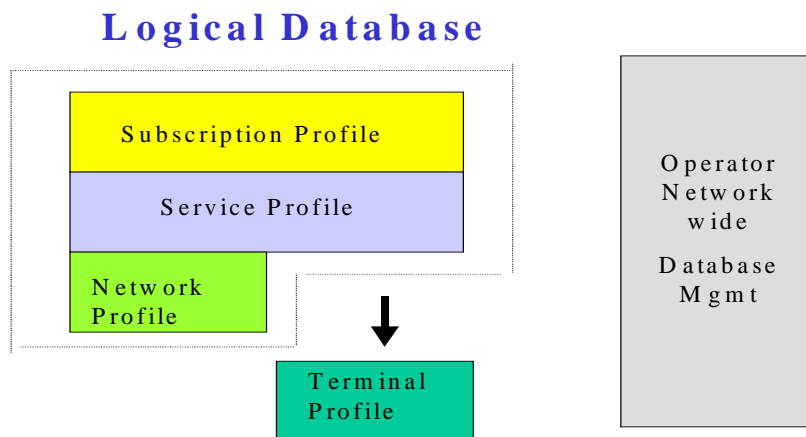 Logical Database
Subscription Profile
Service Profile
Network
Profile
Terminal
Profile
Operator
Network
wide
Database
Mgmt